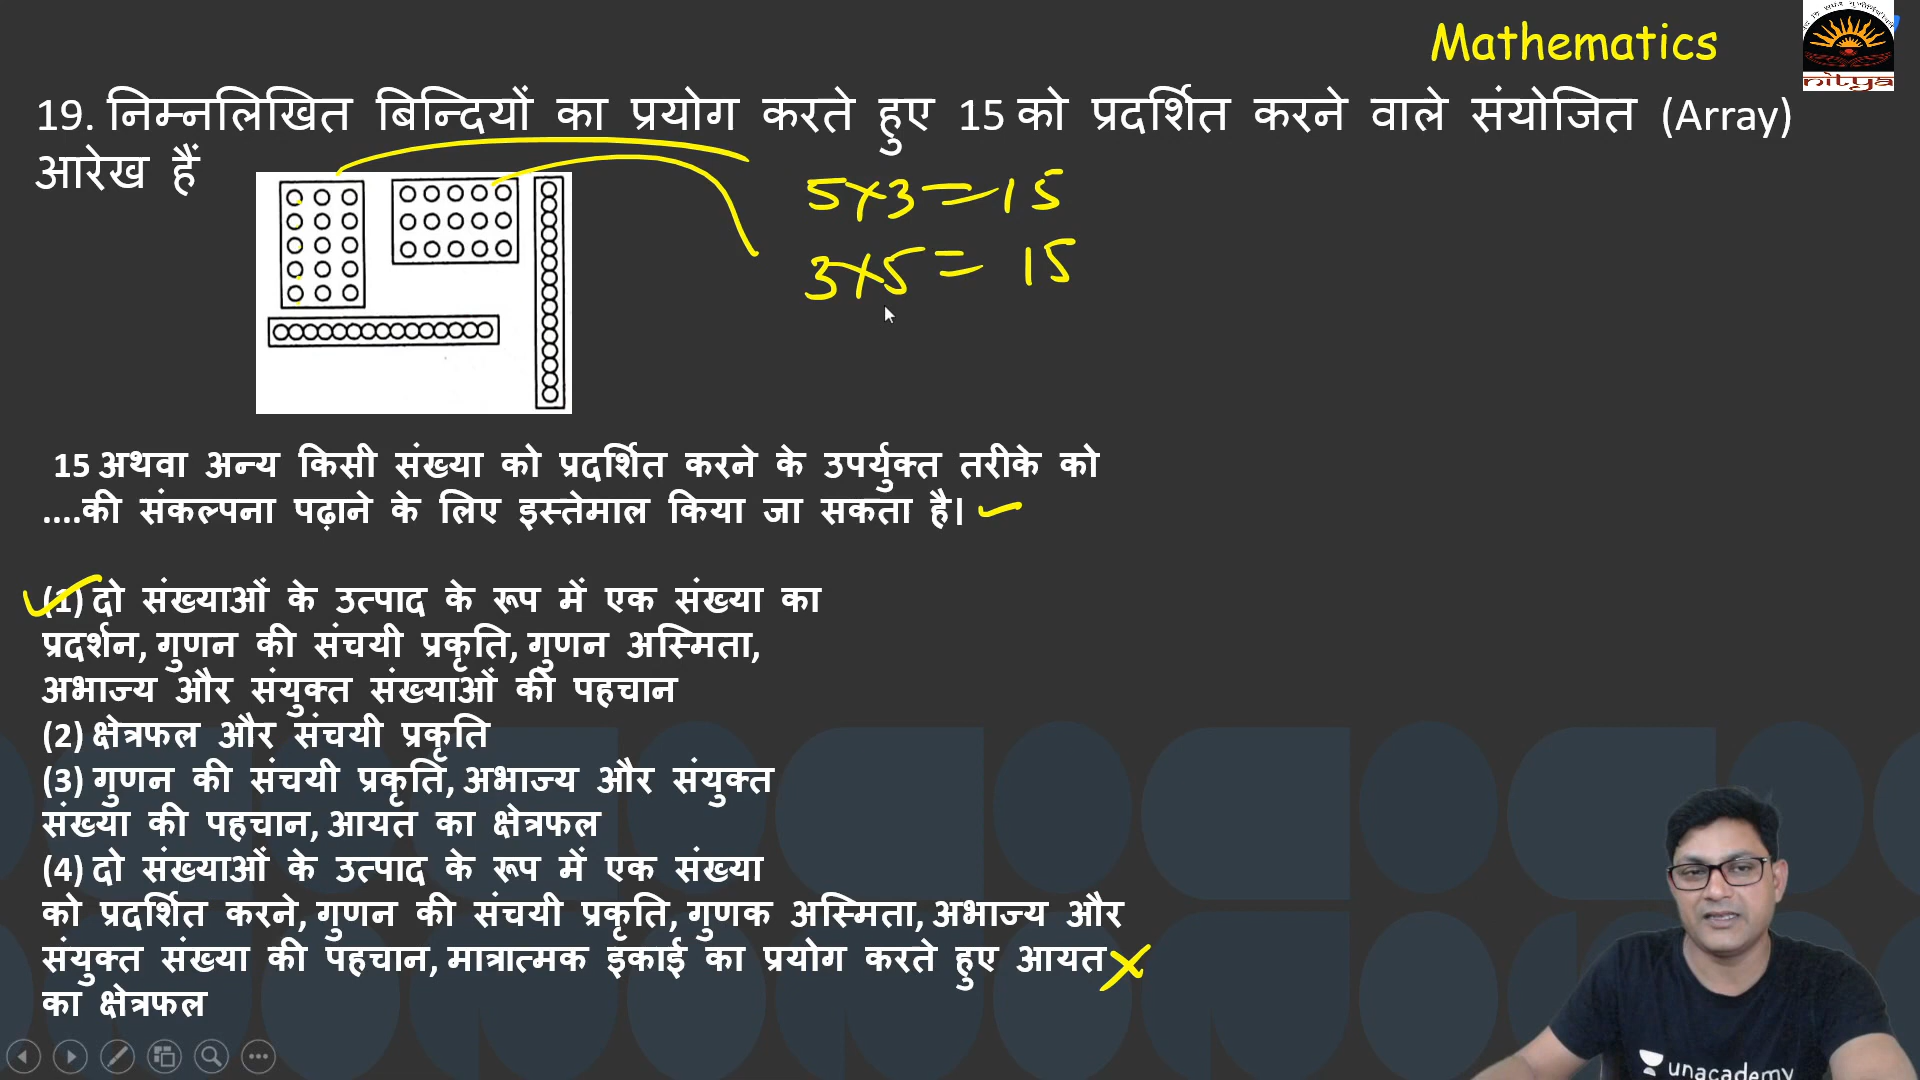 Mathematics
nitya
19. निम्नलिखित बिन्दियों का प्रयोग करते हुए 15 को प्रदर्शित करने वाले संयोजित (Array)
आरेख हैं
5×3=15
3×5=15
15 अथवा अन्य किसी संख्या को प्रदर्शित करने के उपर्युक्त तरीके को
....की संकल्पना पढ़ाने के लिए इस्तेमाल किया जा सकता है।
(1) दो संख्याओं के उत्पाद के रूप में एक संख्या का
प्रदर्शन, गुणन की संचयी प्रकृति, गुणन अस्मिता,
अभाज्य और संयुक्त संख्याओं की पहचान
(2) क्षेत्रफल और संचयी प्रकृति
(3) गुणन की संचयी प्रकृति, अभाज्य और संयुक्त
संख्या की पहचान, आयत का क्षेत्रफल
(4) दो संख्याओं के उत्पाद के रूप में एक संख्या
को प्रदर्शित करने, गुणन की संचयी प्रकृति, गुणक अस्मिता, अभाज्य और
संयुक्त संख्या की पहचान, मात्रात्मक इकाई का प्रयोग करते हुए आयत
का क्षेत्रफल
unacademy